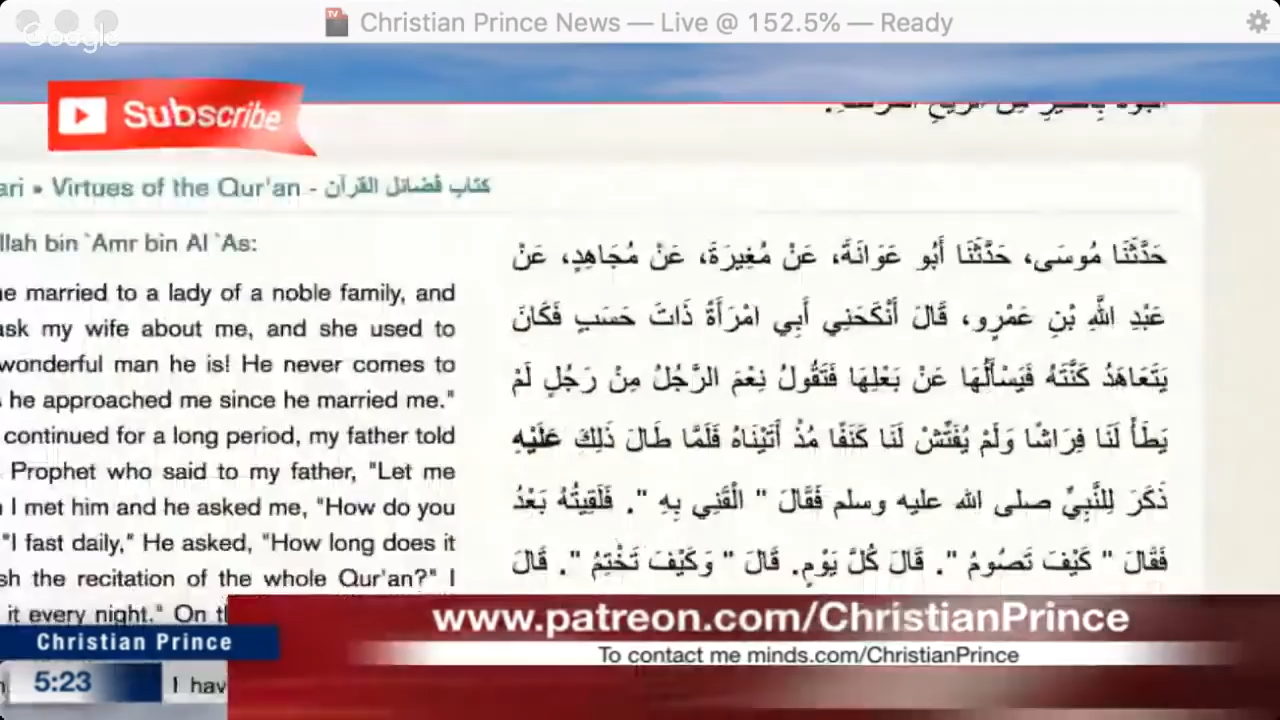 Christian Prince News — Live @ 152.5% — Ready
Google
Subscribe
ari • Virtues of the Qur'an - كتاب فضائل القرآن
llah bin `Amr bin Al `As:
e married to a lady of a noble family, and
ask my wife about me, and she used to
wonderful man he is! He never comes to
he approached me since he married me."
continued for a long period, my father told
Prophet who said to my father, "Let me
I met him and he asked me, "How do you
"I fast daily," He asked, "How long does it
sh the recitation of the whole Qur'an?" I
it every night." On t
I hav
حَدَّثَنَا مُوسَى، حَدَّثَنَا أَبُو عَوَانَةَ، عَنْ مُغِيرَةَ، عَنْ مُجَاهِدٍ، عَنْ
عَبْدِ اللَّهِ بْنِ عَمْرٍو، قَالَ أَنْكَحَنِي أَبِي امْرَأَةً ذَاتَ حَسَبٍ فَكَانَ
يَتَعَاهَدُ كَنَّتَهُ فَيَسْأَلُهَا عَنْ بَعْلِهَا فَتَقُولُ نِعْمَ الرَّجُلُ مِنْ رَجُلٍ لَمْ
يَطَأْ لَنَا فِرَاشًا وَلَمْ يُفَتِّشْ لَنَا كَنَفًا مُذْ أَتَيْنَاهُ فَلَمَّا طَالَ ذَلِكَ عَلَيْهِ
ذَكَرَ لِلنَّبِيِّ صلى الله عليه وسلم فَقَالَ " الْقَنِي بِهِ ". فَلَقِيتُهُ بَعْدُ
فَقَالَ " كَيْفَ تَصُومُ ". قَالَ كُلَّ يَوْمٍ. قَالَ " وَكَيْفَ تَخْتِمُ ". قَالَ
www.patreon.com/ChristianPrince
To contact me minds.com/ChristianPrince
Christian Prince
5:23